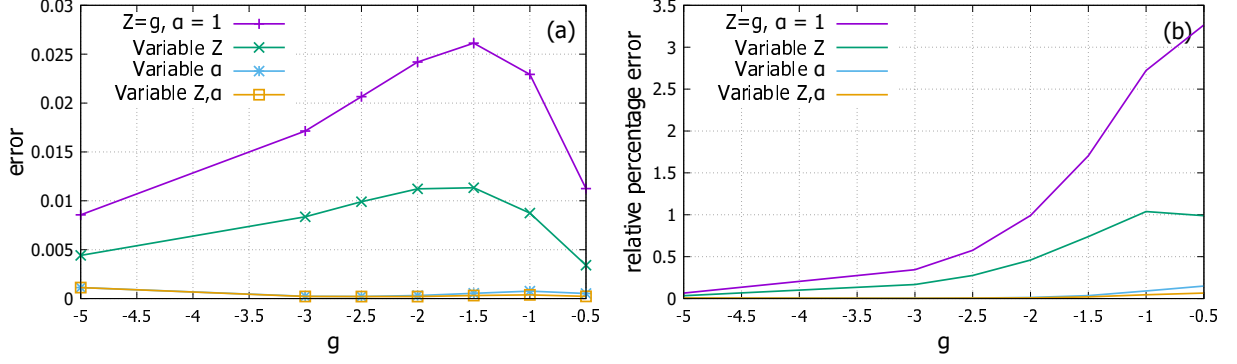 0.03
0.025
0.02
0.015
0.01
0.005
0
error
Z=g, α = 1
Variable Z
Variable α
Variable Z,α
(a)
-5 -4.5 -4 -3.5 -3 -2.5 -2 -1.5 -1 -0.5
g
3.5
3
2.5
2
1.5
1
0.5
0
relative percentage error
Z=g, α = 1
Variable Z
Variable α
Variable Z,α
(b)
-5 -4.5 -4 -3.5 -3 -2.5 -2 -1.5 -1 -0.5
g